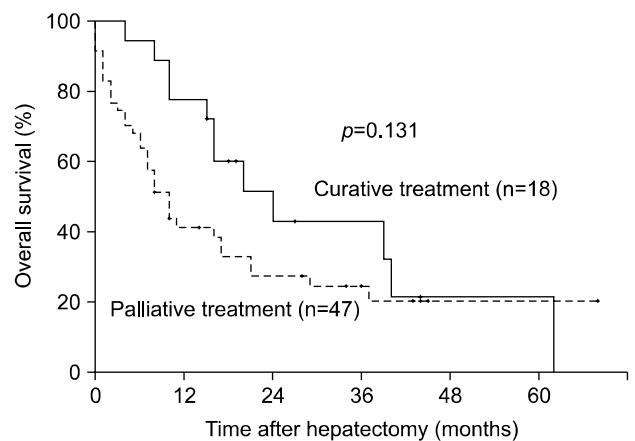 100
80
60
40
20
0
Overall survival (%)
p=0.131
Curative treatment (n=18)
Palliative treatment (n=47)
0 12 24 36 48 60
Time after hepatectomy (months)